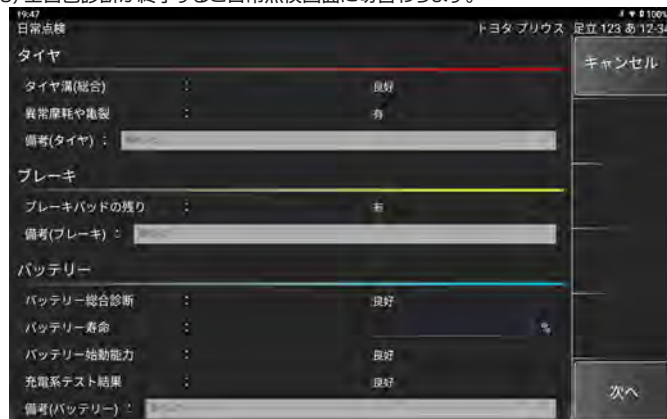 19:47 100%
日常点検 トヨタ プリウス 足立 123 あ 12-34
タイヤ
キャンセル
タイヤ溝(総合) : 良好
異常摩耗や亀裂 : 有
備考(タイヤ) :
ブレーキ
ブレーキパッドの残り : 有
備考(ブレーキ) :
バッテリー
バッテリー総合診断 : 良好
バッテリー寿命 : %
バッテリー始動能力 : 良好
充電系テスト結果 : 良好
次へ
備考(バッテリー) :